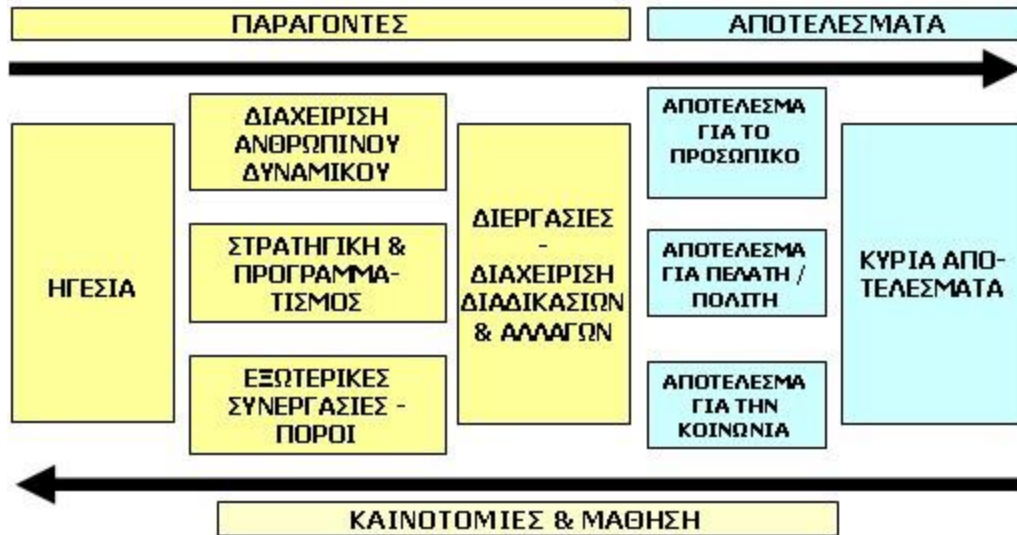 ΠΑΡΑΓΟΝΤΕΣ
ΑΠΟΤΕΛΕΣΜΑΤΑ
ΗΓΕΣΙΑ
ΔΙΑΧΕΙΡΙΣΗ
ΑΝΘΡΩΠΙΝΟΥ
ΔΥΝΑΜΙΚΟΥ
ΣΤΡΑΤΗΓΙΚΗ &
ΠΡΟΓΡΑΜΜΑ-
ΤΙΣΜΟΣ
ΕΞΩΤΕΡΙΚΕΣ
ΣΥΝΕΡΓΑΣΙΕΣ -
ΠΟΡΟΙ
ΔΙΕΡΓΑΣΙΕΣ
-
ΔΙΑΧΕΙΡΙΣΗ
ΔΙΑΔΙΚΑΣΙΩΝ
& ΑΛΛΑΓΩΝ
ΑΠΟΤΕΛΕΣΜΑ
ΓΙΑ ΤΟ
ΠΡΟΣΩΠΙΚΟ
ΑΠΟΤΕΛΕΣΜΑ
ΓΙΑ ΠΕΛΑΤΗ /
ΠΟΛΙΤΗ
ΑΠΟΤΕΛΕΣΜΑ
ΓΙΑ ΤΗΝ
ΚΟΙΝΩΝΙΑ
ΚΥΡΙΑ ΑΠΟ-
ΤΕΛΕΣΜΑΤΑ
ΚΑΙΝΟΤΟΜΙΕΣ & ΜΑΘΗΣΗ